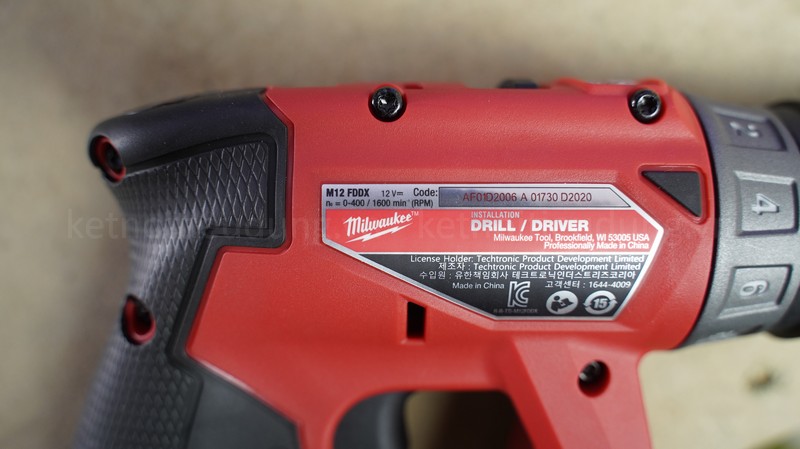 M12 FDDX 12 V⎓ Code: AF01D2006 A 01730 D2020
n₀ = 0-400 / 1600 min⁻¹ (RPM)
Milwaukee™
INSTALLATION
DRILL / DRIVER
Milwaukee Tool, Brookfield, WI 53005 USA
Professionally Made in China
License Holder: Techtronic Product Development Limited
제조자 : Techtronic Product Development Limited
수입원 : 유한책임회사 테크트로닉인더스트리즈코리아
Made in China 고객센터 : 1644-4009
15
2
4
6